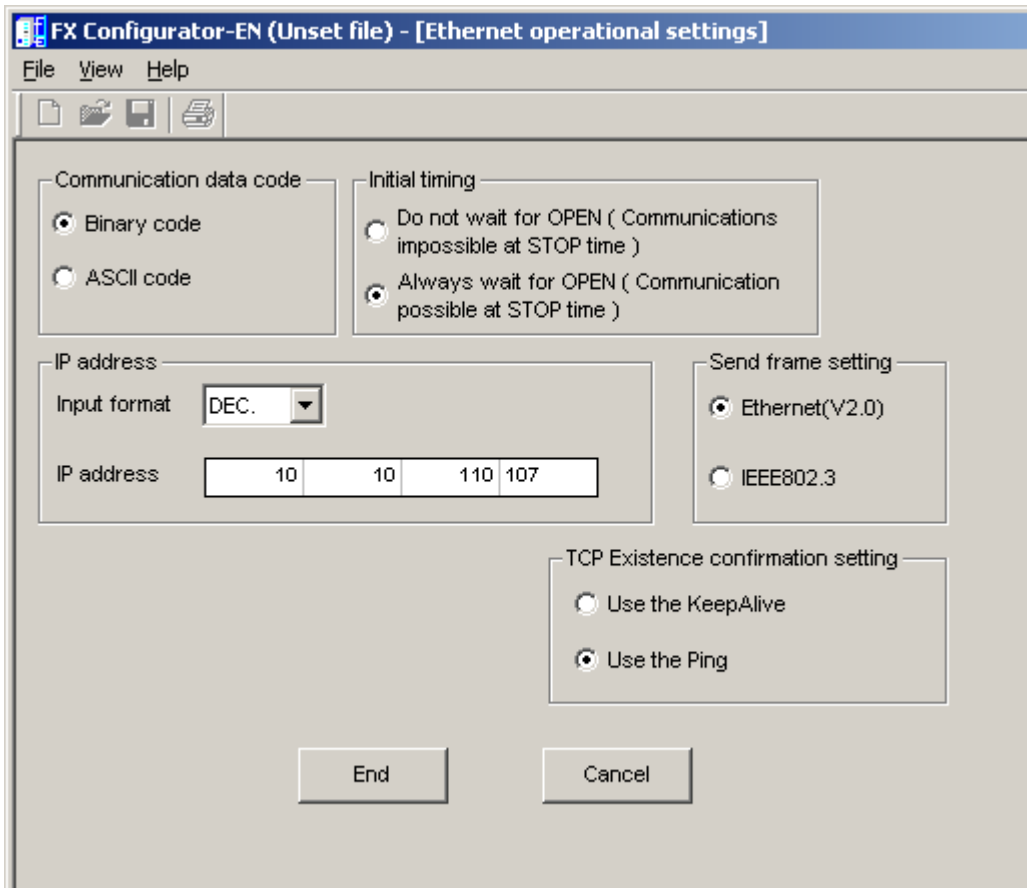 FX Configurator-EN (Unset file) - [Ethernet operational settings]
File View Help
Communication data code
Binary code
ASCII code
Initial timing
Do not wait for OPEN ( Communications
impossible at STOP time )
Always wait for OPEN ( Communication
possible at STOP time )
IP address
Input format DEC.
IP address 10 10 110 107
Send frame setting
Ethernet(V2.0)
IEEE802.3
TCP Existence confirmation setting
Use the KeepAlive
Use the Ping
End Cancel